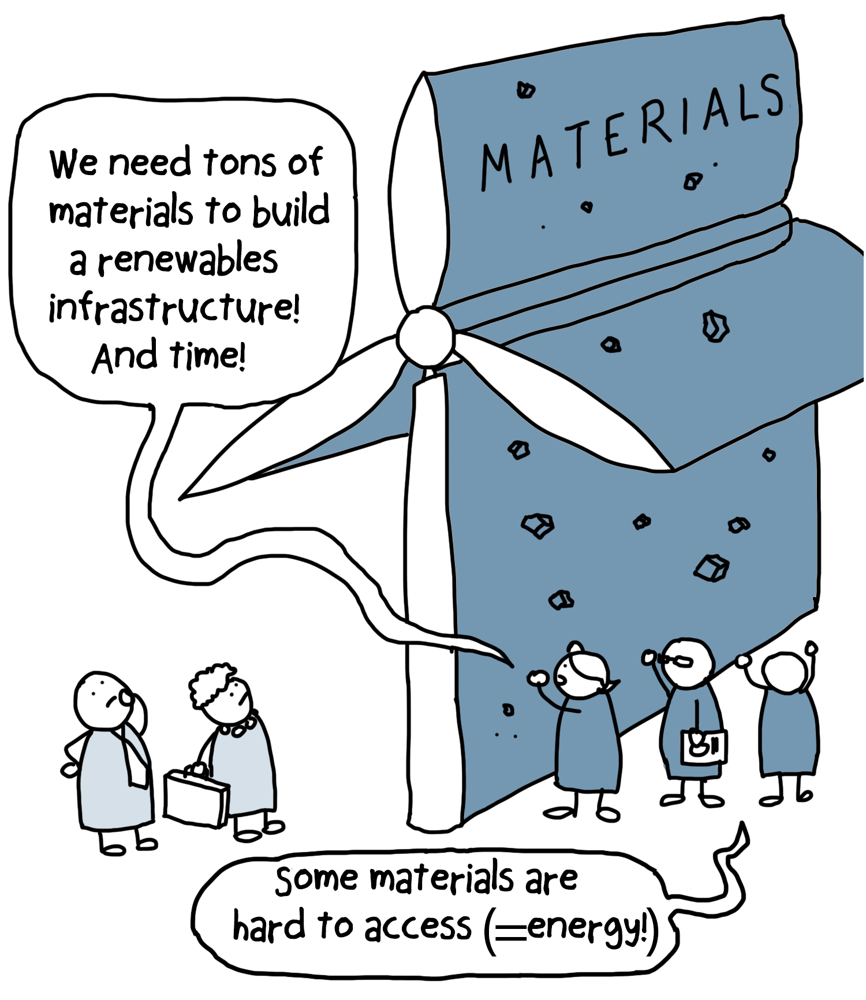 MATERIALS
We need tons of
materials to build
a renewables
infrastructure!
And time!
Some materials are
hard to access (=energy!)